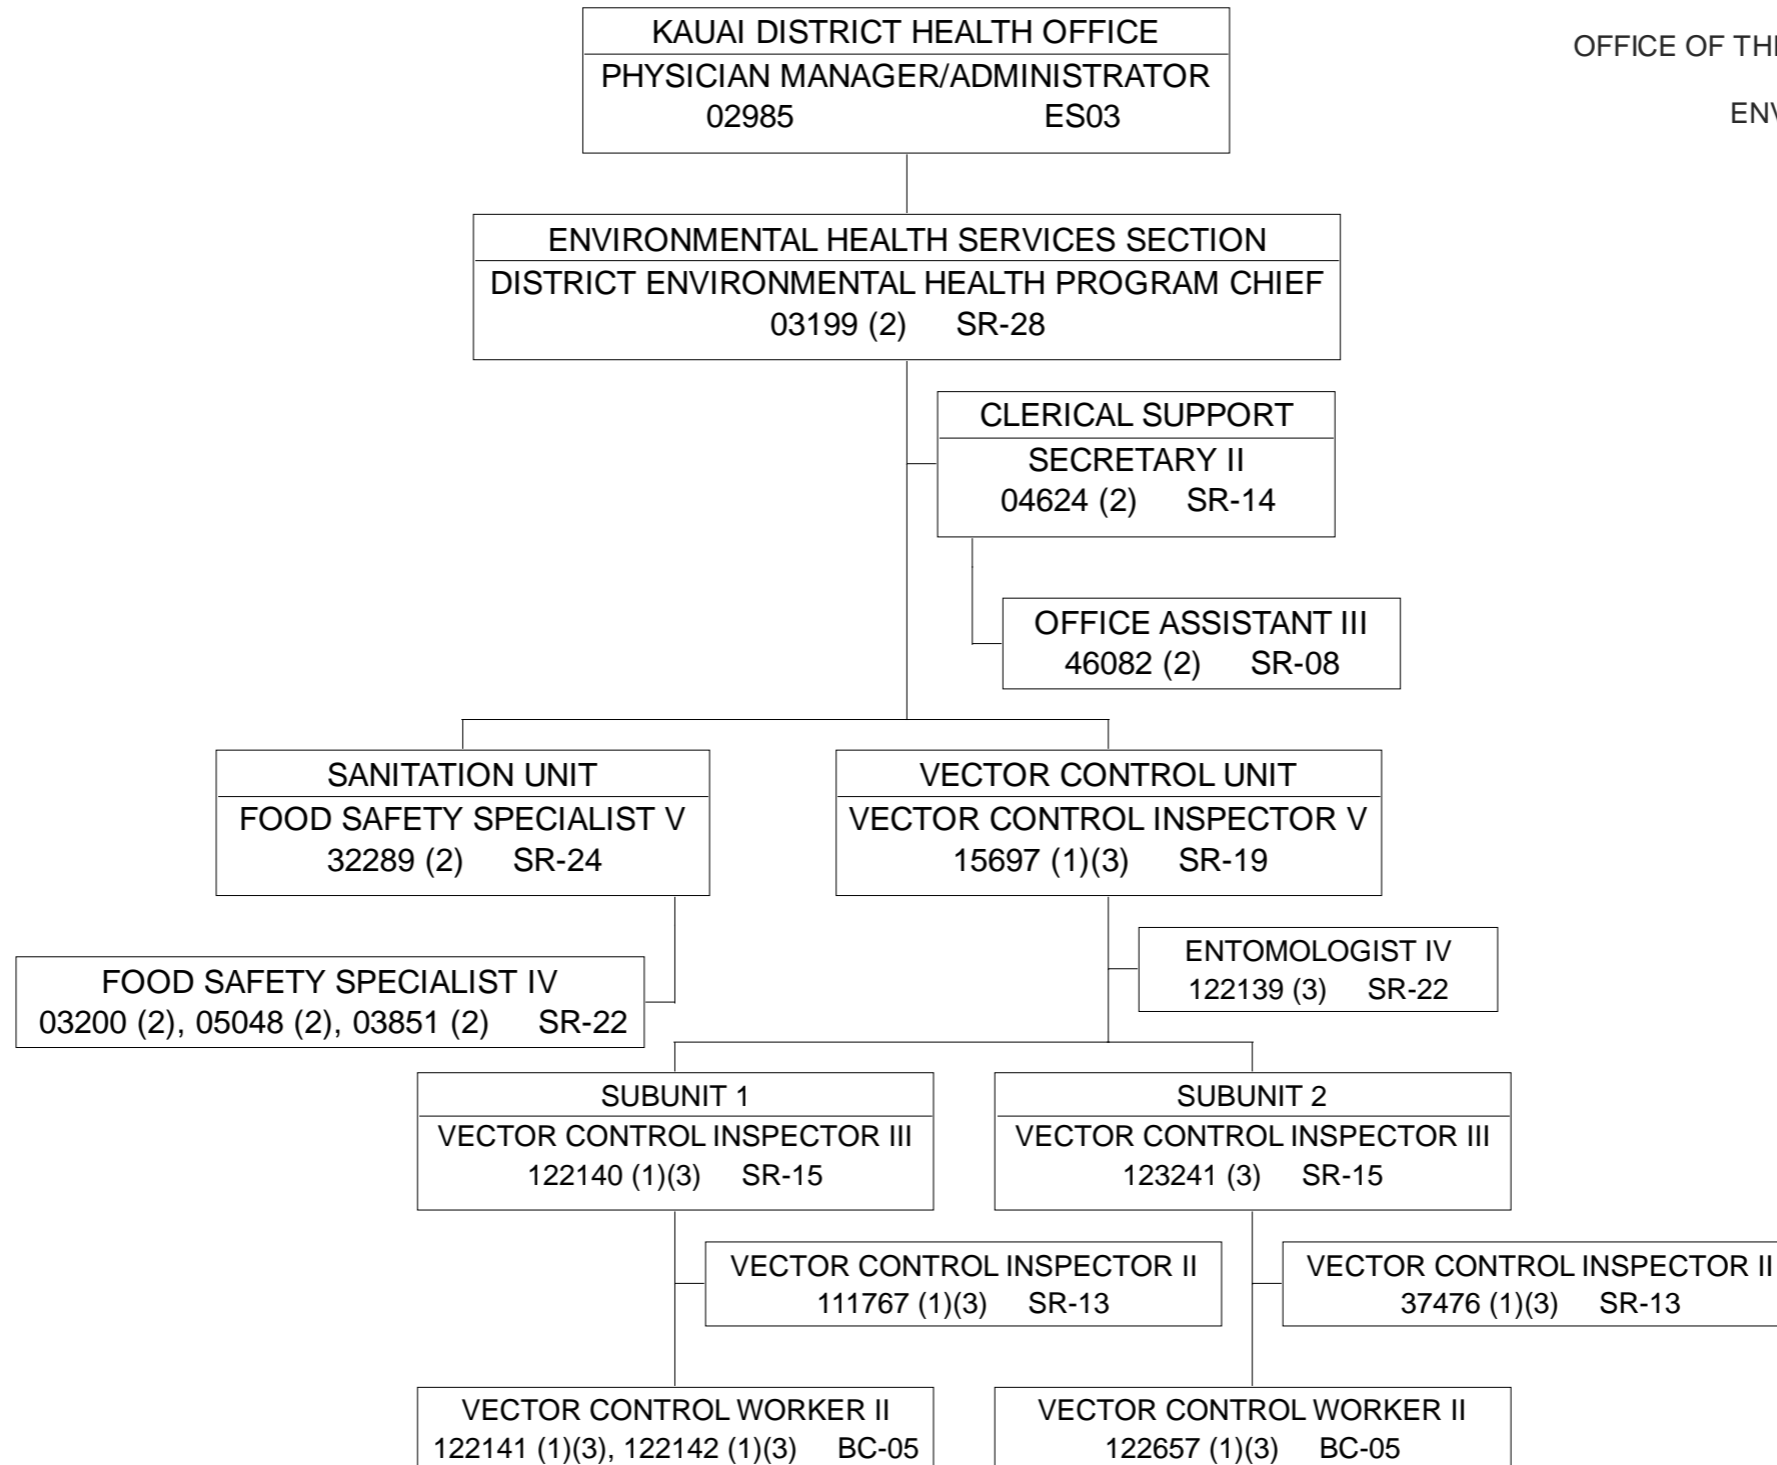 KAUAI DISTRICT HEALTH OFFICE
PHYSICIAN MANAGER/ADMINISTRATOR
02985 ES03
OFFICE OF
ENVIRONMENTAL HEALTH SERVICES SECTION
DISTRICT ENVIRONMENTAL HEALTH PROGRAM CHIEF
03199 (2) SR-28
CLERICAL SUPPORT
SECRETARY II
04624 (2) SR-14
OFFICE ASSISTANT III
46082 (2) SR-08
SANITATION UNIT
FOOD SAFETY SPECIALIST V
32289 (2) SR-24
VECTOR CONTROL UNIT
VECTOR CONTROL INSPECTOR V
15697 (1)(3) SR-19
ENTOMOLOGIST IV
122139 (3) SR-22
FOOD SAFETY SPECIALIST IV
03200 (2), 05048 (2), 03851 (2) SR-22
SUBUNIT 1
VECTOR CONTROL INSPECTOR III
122140 (1)(3) SR-15
SUBUNIT 2
VECTOR CONTROL INSPECTOR III
123241 (3) SR-15
VECTOR CONTROL INSPECTOR II
111767 (1)(3) SR-13
VECTOR CONTROL INSPECTOR II
37476 (1)(3) SR-13
VECTOR CONTROL WORKER II
122141 (1)(3), 122142 (1)(3) BC-05
VECTOR CONTROL WORKER II
122657 (1)(3) BC-05